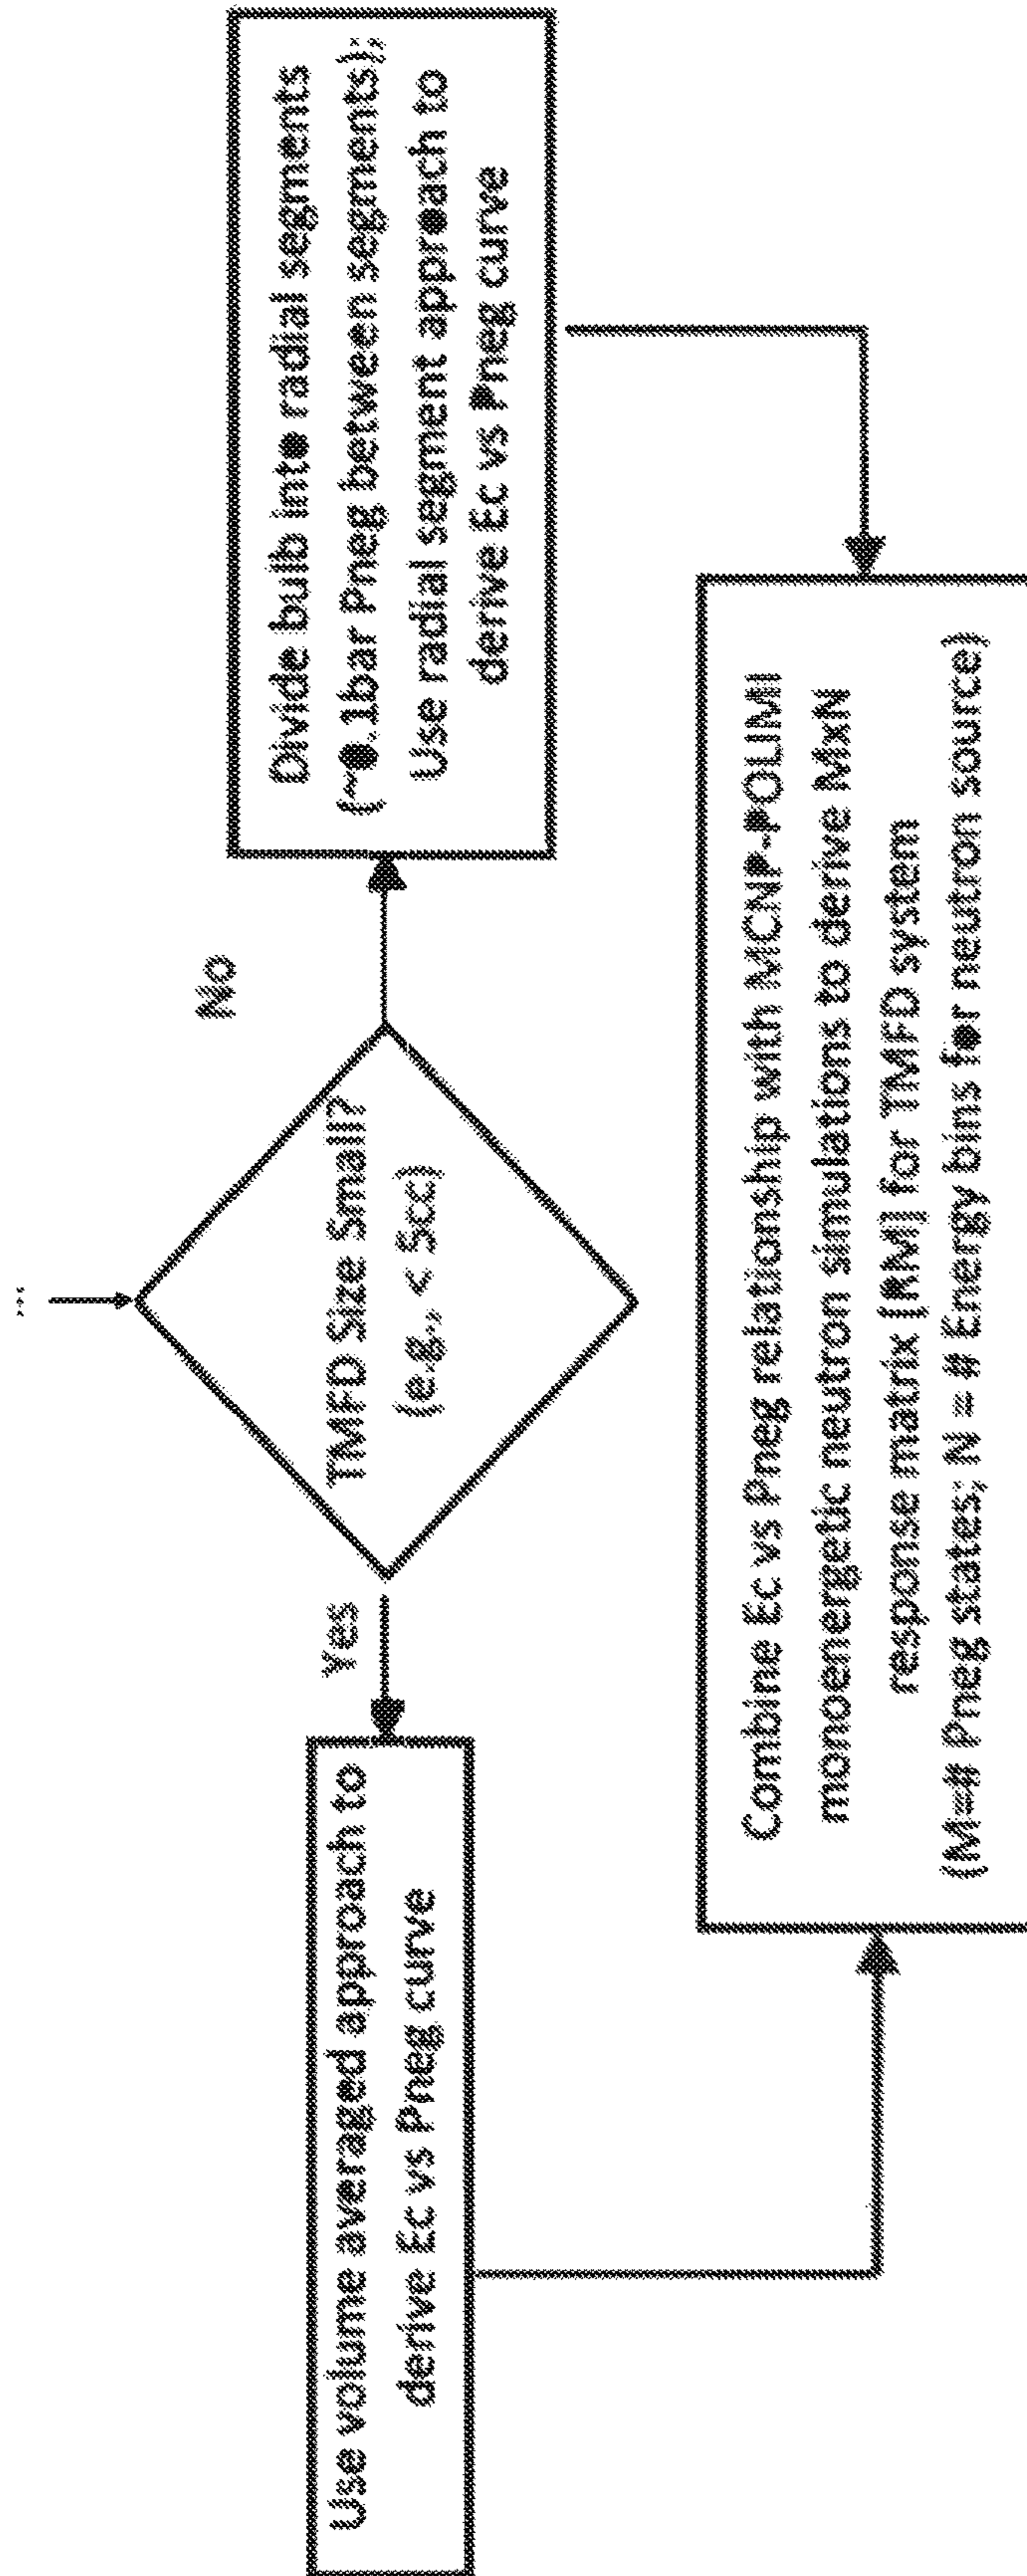 ...
TMFD Size Small?
(e.g., < 5cc)
Yes
No
Use volume averaged approach to
derive Ec vs Pneg curve
Divide bulb into radial segments
(~0.1bar Pneg between segments);
Use radial segment approach to
derive Ec vs Pneg curve
Combine Ec vs Pneg relationship with MCNP-POLIMI
monoenergetic neutron simulations to derive MxN
response matrix [RM] for TMFD system
(M=# Pneg states; N = # Energy bins for neutron source)